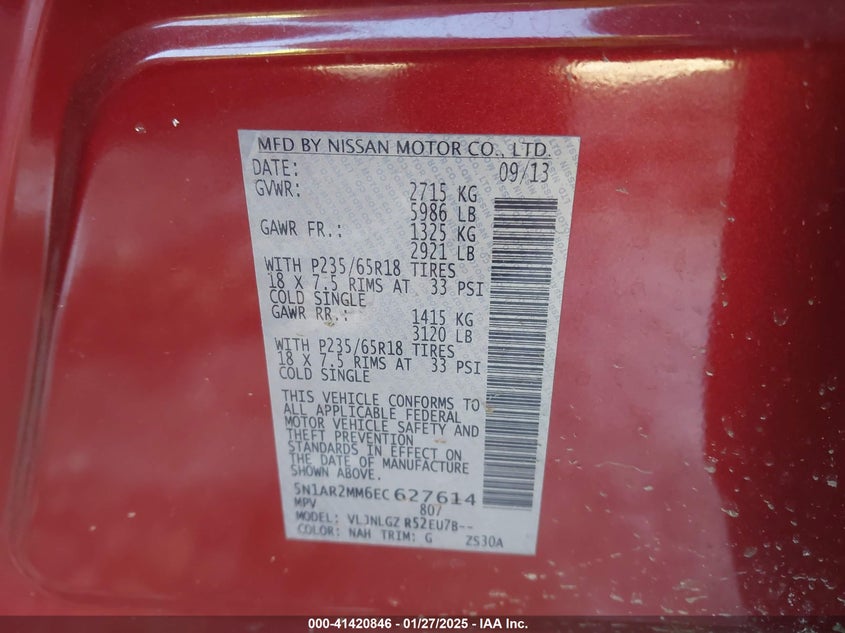 MFD BY NISSAN MOTOR CO., LTD.
DATE: 09/13
GVWR: 2715 KG
5986 LB
GAWR FR.: 1325 KG
2921 LB
WITH P235/65R18 TIRES
18 X 7.5 RIMS AT 33 PSI
COLD SINGLE
GAWR RR.: 1415 KG
3120 LB
WITH P235/65R18 TIRES
18 X 7.5 RIMS AT 33 PSI
COLD SINGLE
THIS VEHICLE CONFORMS TO
ALL APPLICABLE FEDERAL
MOTOR VEHICLE SAFETY AND
THEFT PREVENTION
STANDARDS IN EFFECT ON
THE DATE OF MANUFACTURE
SHOWN ABOVE.
5N1AR2MM6EC 627614
MPV 807
MODEL: VLJNLGZ R52EU7B--
COLOR: NAH TRIM: G ZS30A
000-41420846 - 01/27/2025 - IAA Inc.